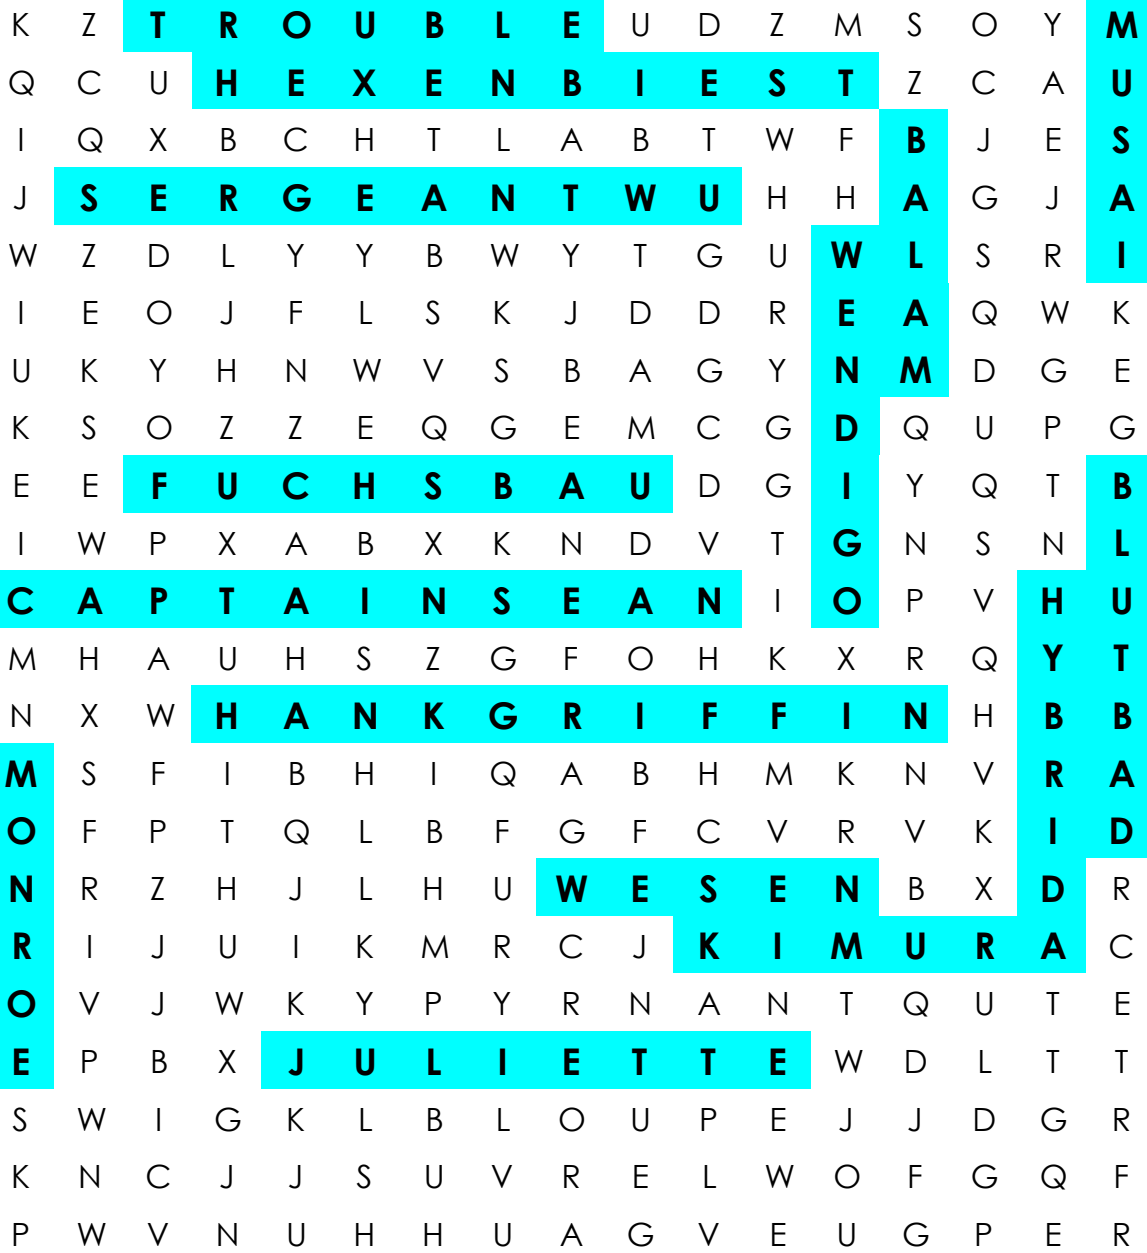 K Z T R O U B L E U D Z M S O Y M
Q C U H E X E N B I E S T Z C A U
I Q X B C H T L A B T W F B J E S
J S E R G E A N T W U H H A G J A
W Z D L Y Y B W Y T G U W L S R I
I E O J F L S K J D D R E A Q W K
U K Y H N W V S B A G Y N M D G E
K S O Z Z E Q G E M C G D Q U P G
E E F U C H S B A U D G I Y Q T B
I W P X A B X K N D V T G N S N L
C A P T A I N S E A N I O P V H U
M H A U H S Z G F O H K X R Q Y T
N X W H A N K G R I F F I N H B B
M S F I B H I Q A B H M K N V R A
O F P T Q L B F G F C V R V K I D
N R Z H J L H U W E S E N B X D R
R I J U I K M R C J K I M U R A C
O V J W K Y P Y R N A N T Q U T E
E P B X J U L I E T T E W D L T T
S W I G K L B L O U P E J J D G R
K N C J J S U V R E L W O F G Q F
P W V N U H H U A G V E U G P E R